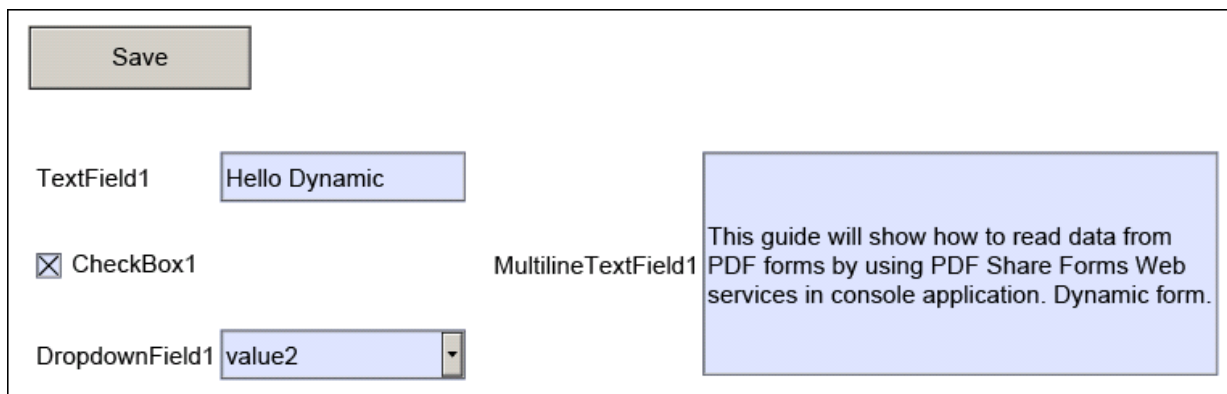 Save
TextField1
Hello Dynamic
CheckBox1
DropdownField1
value2
MultilineTextField1
This guide will show how to read data from
PDF forms by using PDF Share Forms Web
services in console application. Dynamic form.